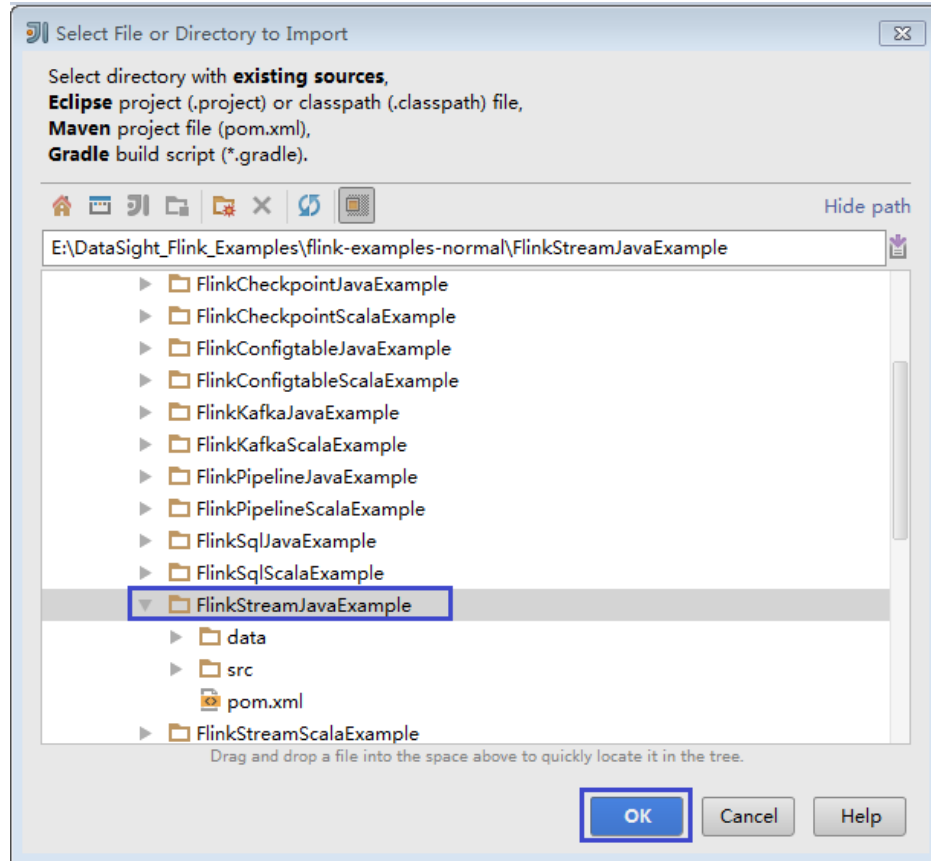 Select File or Directory to Import
Select directory with existing sources,
Eclipse project (.project) or classpath (.classpath) file,
Maven project file (pom.xml),
Gradle build script (*.gradle).
Hide path
E:\DataSight_Flink_Examples\flink-examples-normal\FlinkStreamJavaExample
FlinkCheckpointJavaExample
FlinkCheckpointScalaExample
FlinkConfigtableJavaExample
FlinkConfigtableScalaExample
FlinkKafkaJavaExample
FlinkKafkaScalaExample
FlinkPipelineJavaExample
FlinkPipelineScalaExample
FlinkSqlJavaExample
FlinkSqlScalaExample
FlinkStreamJavaExample
data
src
pom.xml
FlinkStreamScalaExample
Drag and drop a file into the space above to quickly locate it in the tree.
OK Cancel Help